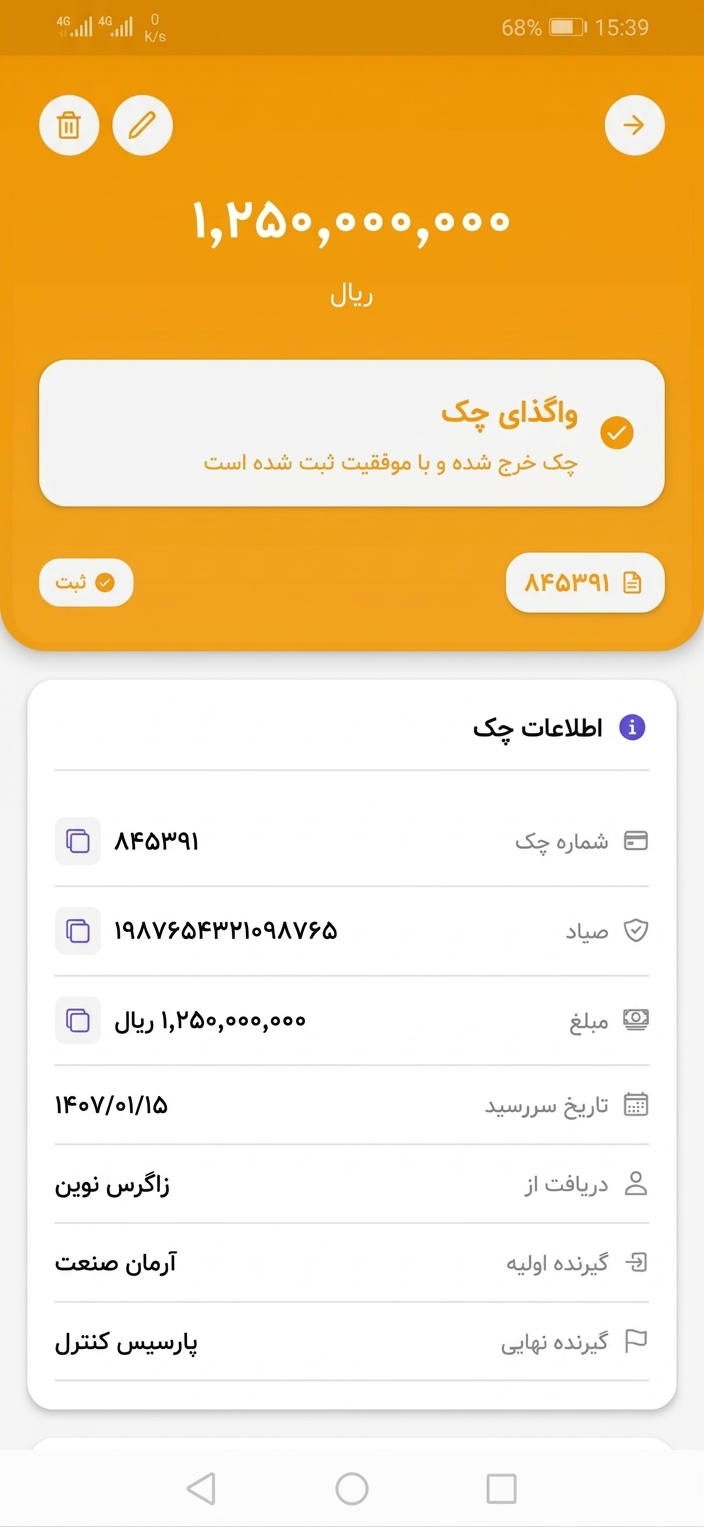 4G 4G 0 k/s 68% 15:39
۱,۲۵۰,۰۰۰,۰۰۰
ریال
واگذای چک
چک خرج شده و با موفقیت ثبت شده است
۸۴۵۳۹۱
ثبت
اطلاعات چک
شماره چک ۸۴۵۳۹۱
صیاد ۱۹۸۷۶۵۴۳۲۱۰۹۸۷۶۵
مبلغ ۱,۲۵۰,۰۰۰,۰۰۰ ریال
تاریخ سررسید ۱۴۰۷/۰۱/۱۵
دریافت از زاگرس نوین
گیرنده اولیه آرمان صنعت
گیرنده نهایی پارسیس کنترل